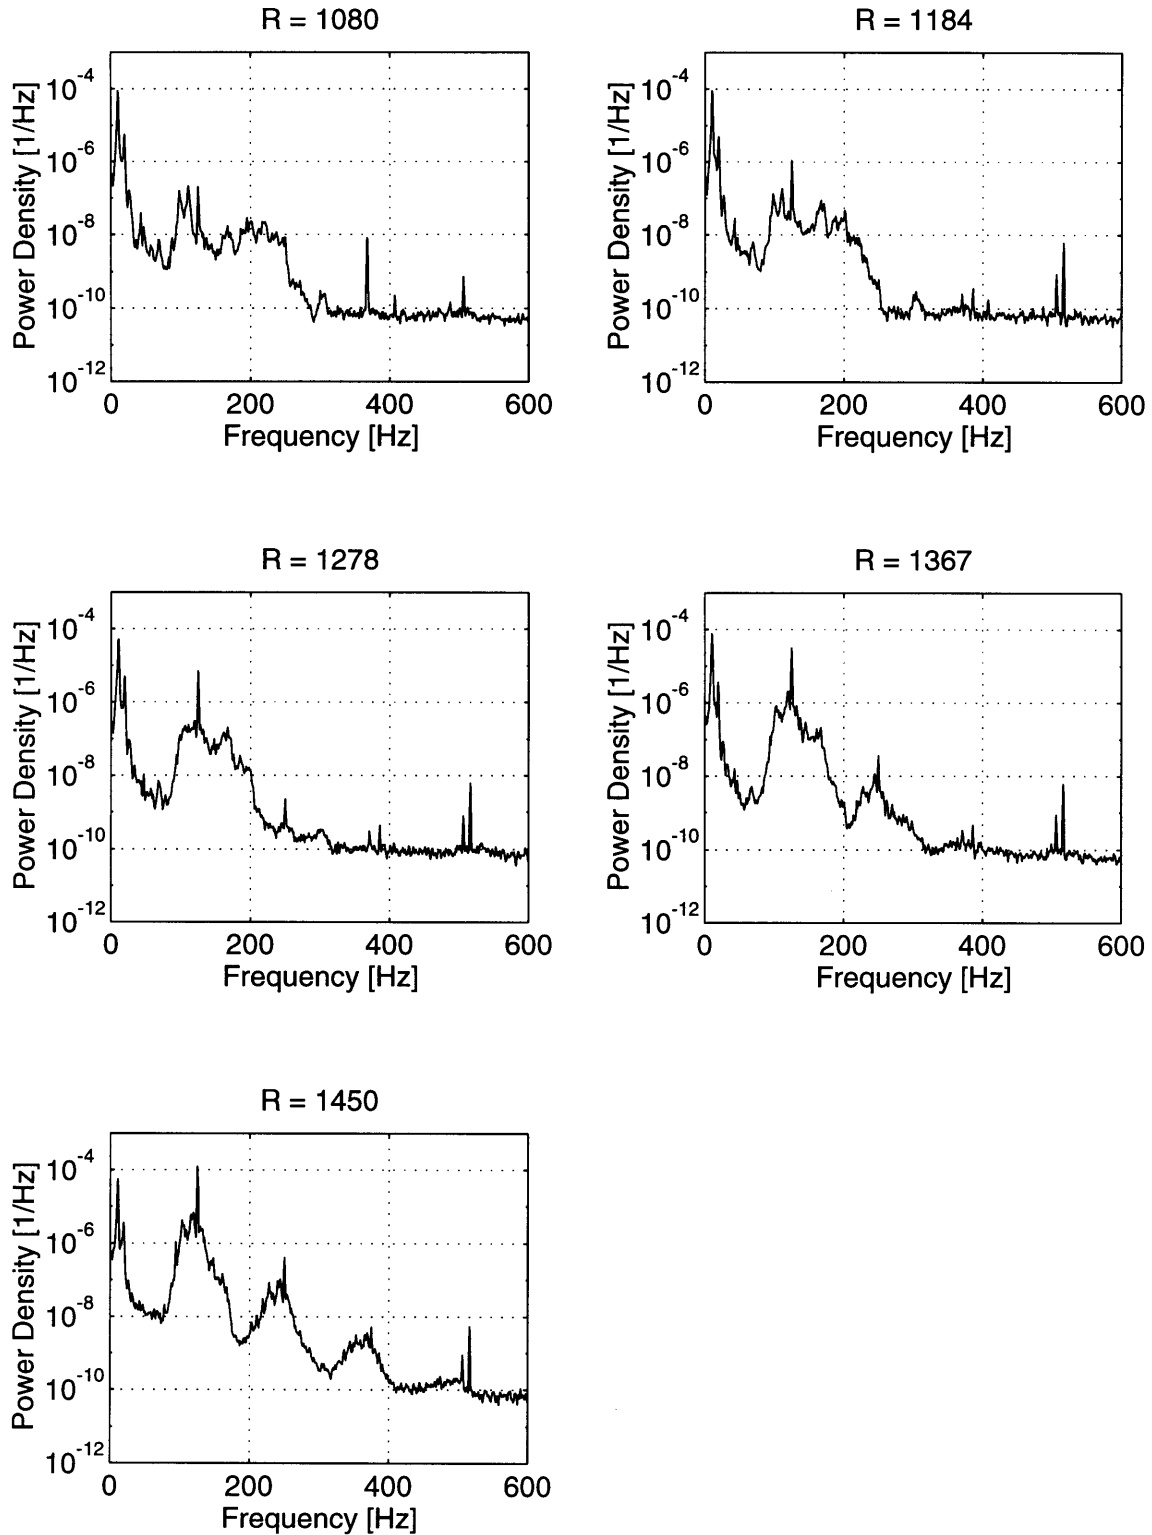 R = 1080
Power Density [1/Hz]
10^-4
10^-6
10^-8
10^-10
10^-12
0 200 400 600
Frequency [Hz]
R = 1184
Power Density [1/Hz]
10^-4
10^-6
10^-8
10^-10
10^-12
0 200 400 600
Frequency [Hz]
R = 1278
Power Density [1/Hz]
10^-4
10^-6
10^-8
10^-10
10^-12
0 200 400 600
Frequency [Hz]
R = 1367
Power Density [1/Hz]
10^-4
10^-6
10^-8
10^-10
10^-12
0 200 400 600
Frequency [Hz]
R = 1450
Power Density [1/Hz]
10^-4
10^-6
10^-8
10^-10
10^-12
0 200 400 600
Frequency [Hz]